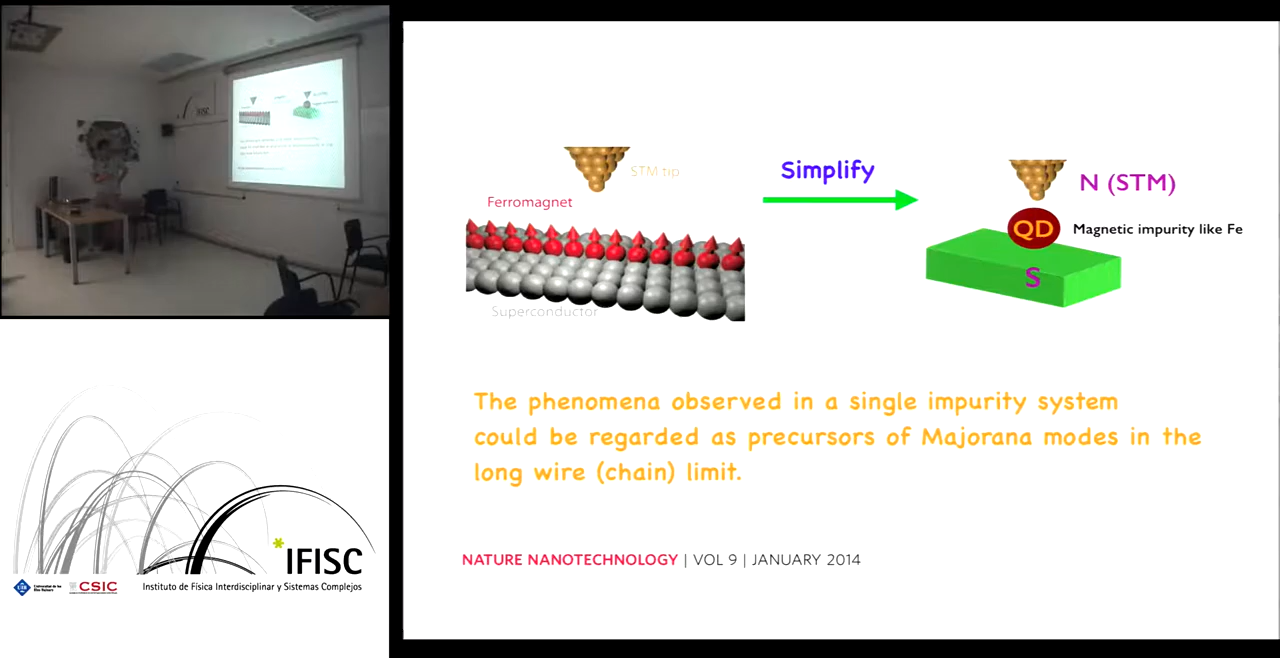 Simplify
STM tip
N (STM)
Ferromagnet
QD
Magnetic impurity like Fe
S
Superconductor
The phenomena observed in a single impurity system
could be regarded as precursors of Majorana modes in the
long wire (chain) limit.
NATURE NANOTECHNOLOGY | VOL 9 | JANUARY 2014
*IFISC
CSIC
Instituto de Física Interdisciplinar y Sistemas Complejos